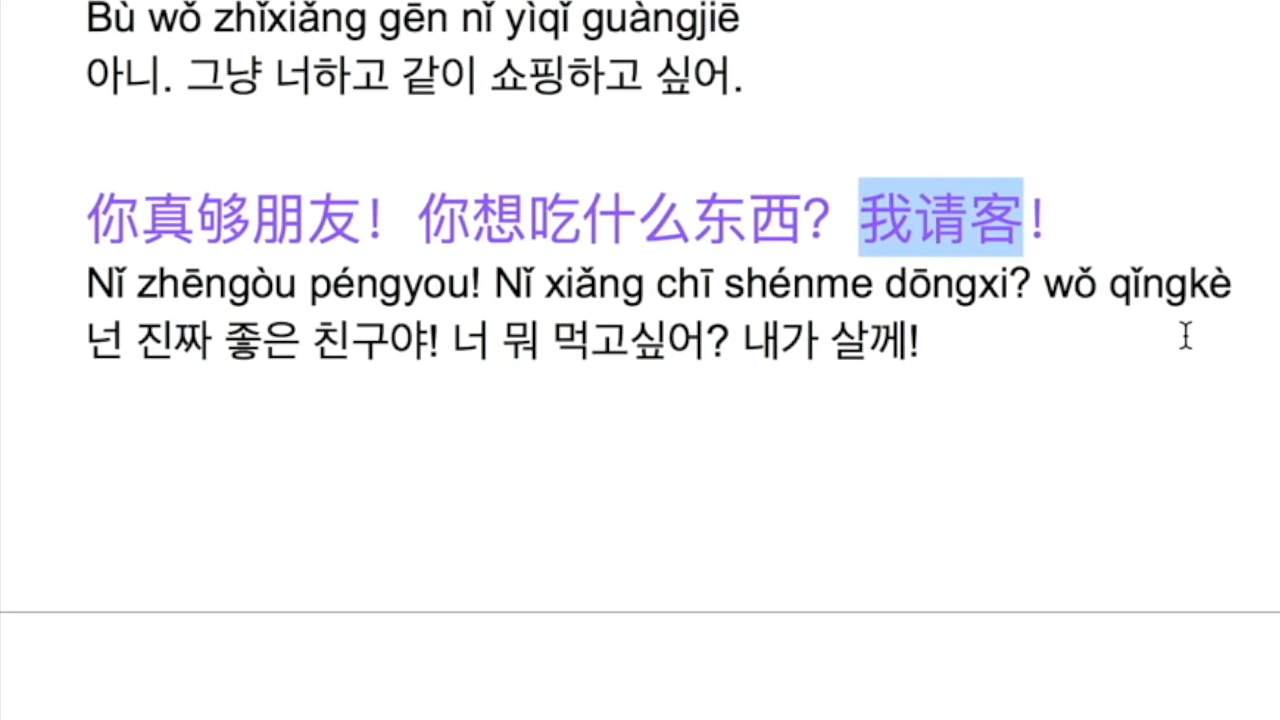 Bù wǒ zhǐxiǎng gēn nǐ yìqǐ guàngjiē
아니. 그냥 너하고 같이 쇼핑하고 싶어.
你真够朋友！你想吃什么东西？我请客！
Nǐ zhēngòu péngyou! Nǐ xiǎng chī shénme dōngxi? wǒ qǐngkè
넌 진짜 좋은 친구야! 너 뭐 먹고싶어? 내가 살께!